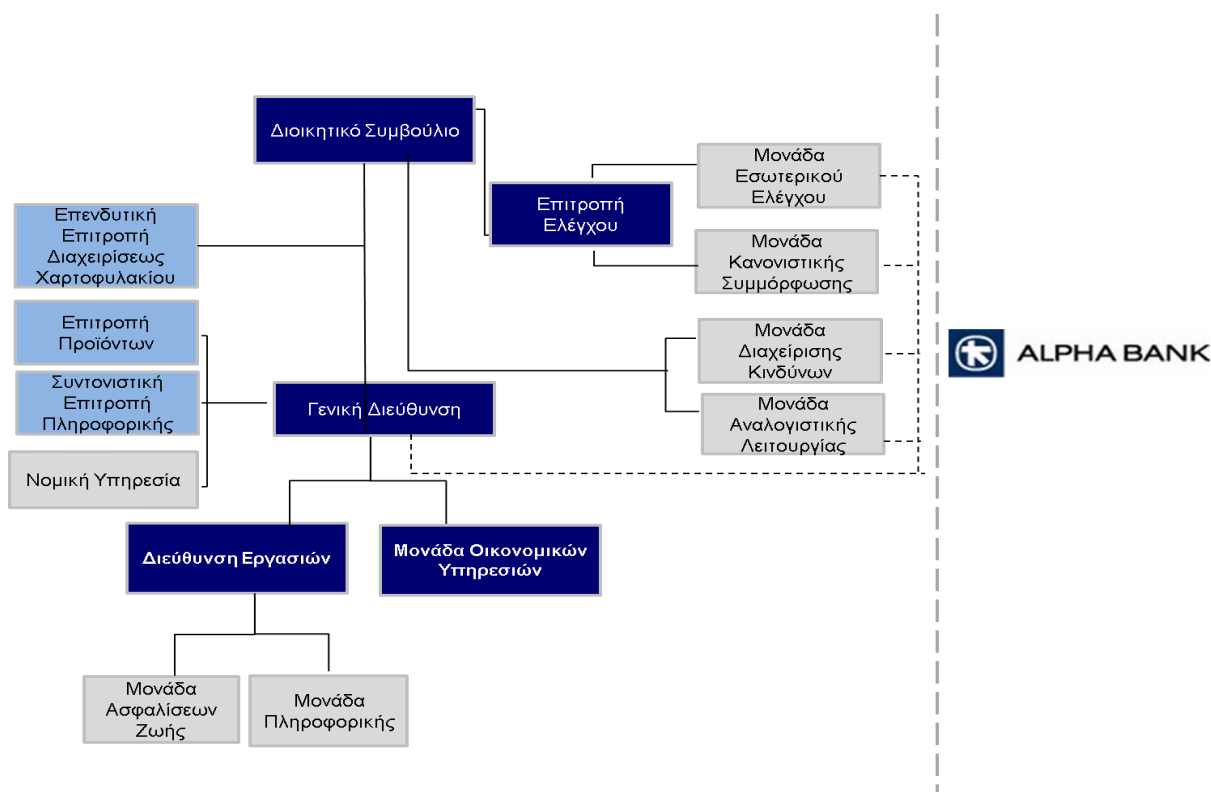 Διοικητικό Συμβούλιο
Μονάδα
Εσωτερικού
Ελέγχου
Επιτροπή
Ελέγχου
Επενδυτική
Επιτροπή
Διαχειρίσεως
Χαρτοφυλακίου
Μονάδα
Κανονιστικής
Συμμόρφωσης
Επιτροπή
Προϊόντων
Μονάδα
Διαχείρισης
Κινδύνων
ALPHA BANK
Συντονιστική
Επιτροπή
Πληροφορικής
Γενική Διεύθυνση
Μονάδα
Αναλογιστικής
Λειτουργίας
Νομική Υπηρεσία
Διεύθυνση Εργασιών
Μονάδα Οικονομικών
Υπηρεσιών
Μονάδα
Ασφαλίσεων
Ζωής
Μονάδα
Πληροφορικής